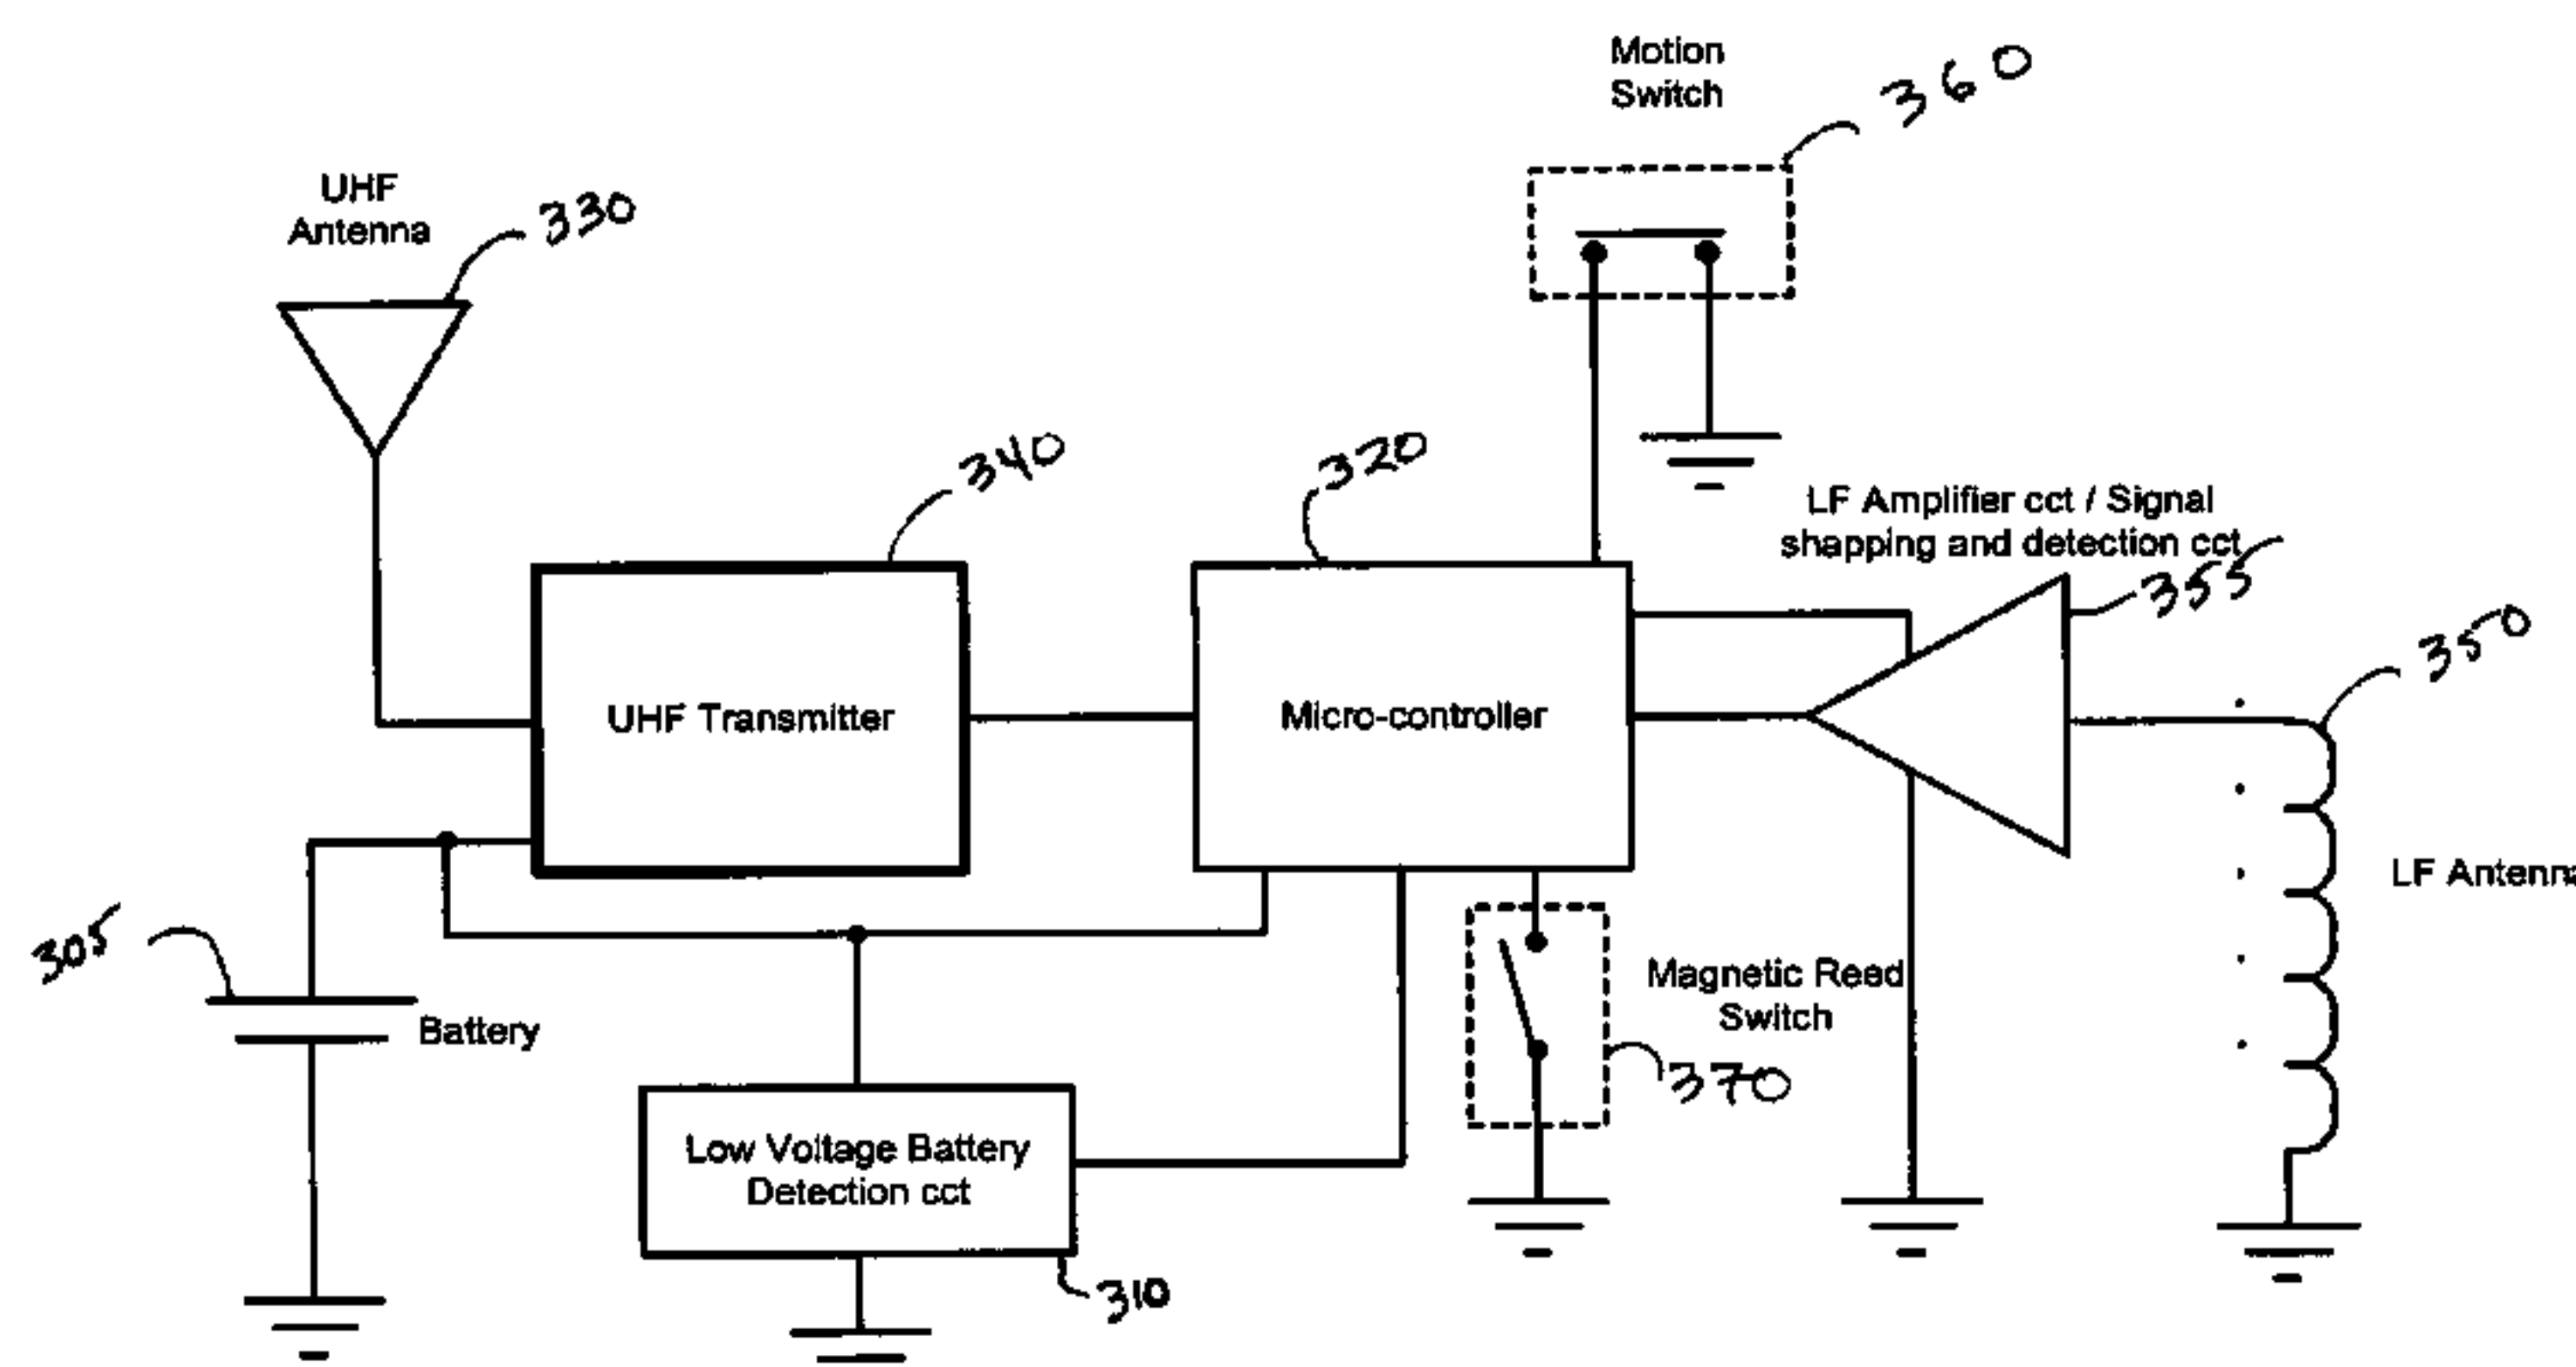 Motion
Switch
360
UHF
Antenna
330
340
320
LF Amplifier cct / Signal
shapping and detection cct
355
350
UHF Transmitter
Micro-controller
LF Antenna
305
Battery
Magnetic Reed
Switch
370
Low Voltage Battery
Detection cct
310